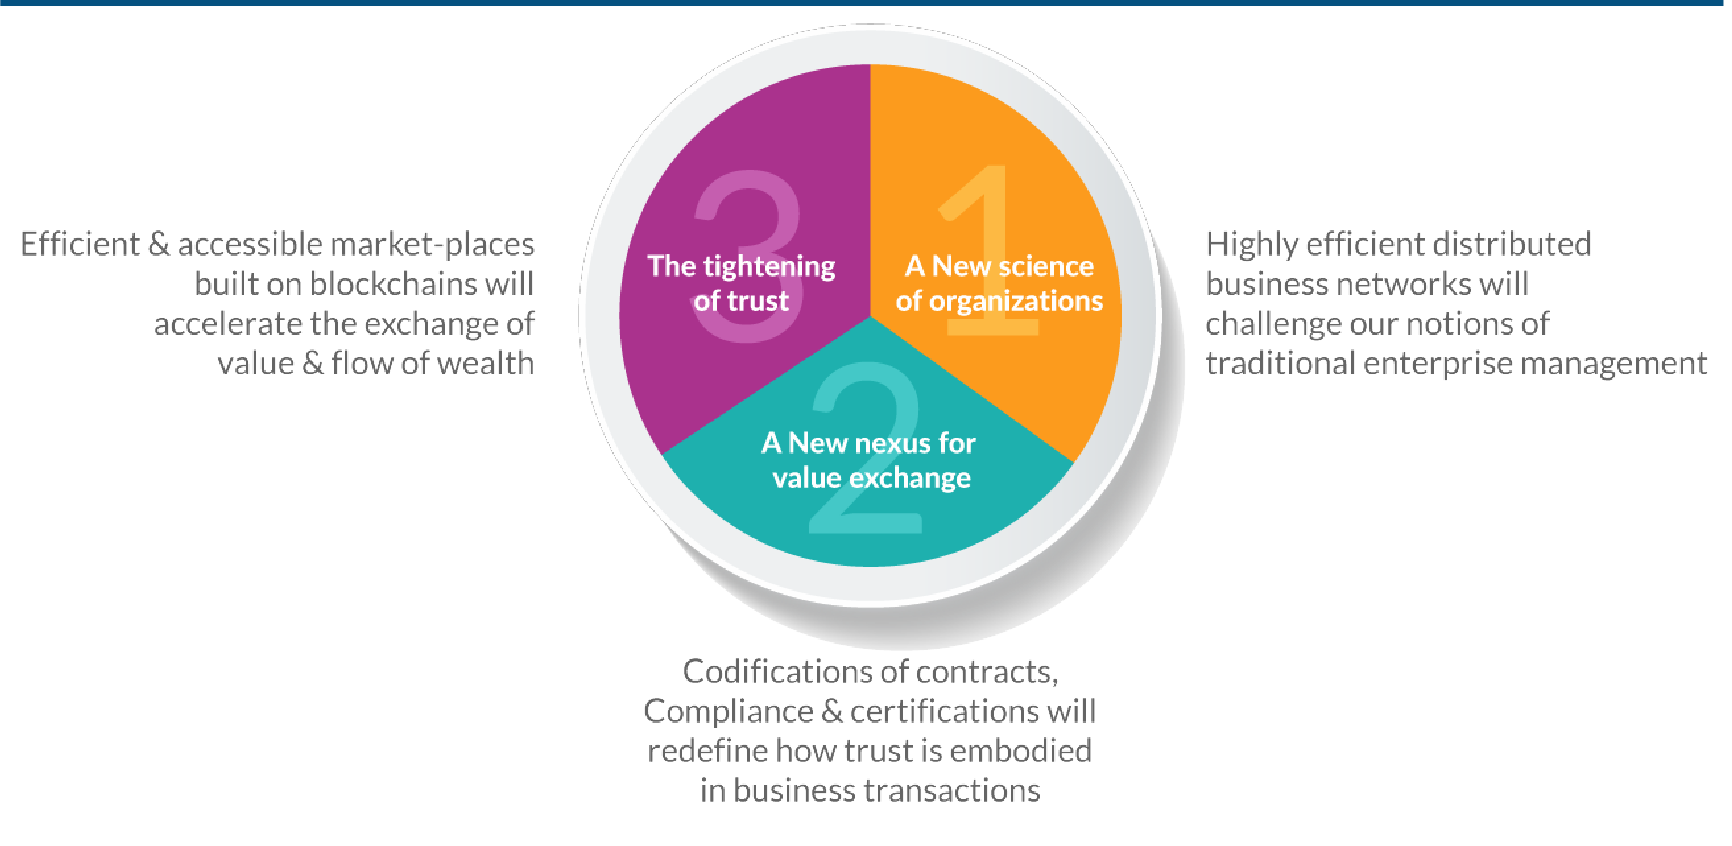 3
The tightening
of trust
1
A New science
of organizations
2
A New nexus for
value exchange
Efficient & accessible market-places
built on blockchains will
accelerate the exchange of
value & flow of wealth
Highly efficient distributed
business networks will
challenge our notions of
traditional enterprise management
Codifications of contracts,
Compliance & certifications will
redefine how trust is embodied
in business transactions